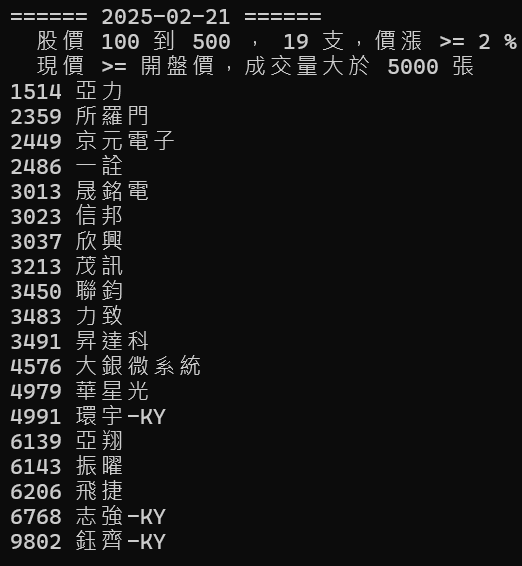 ====== 2025-02-21 ======
股價 100 到 500 , 19 支,價漲 >= 2 %
現價 >= 開盤價,成交量大於 5000 張
1514 亞力
2359 所羅門
2449 京元電子
2486 一詮
3013 晟銘電
3023 信邦
3037 欣興
3213 茂訊
3450 聯鈞
3483 力致
3491 昇達科
4576 大銀微系統
4979 華星光
4991 環宇-KY
6139 亞翔
6143 振曜
6206 飛捷
6768 志強-KY
9802 鈺齊-KY